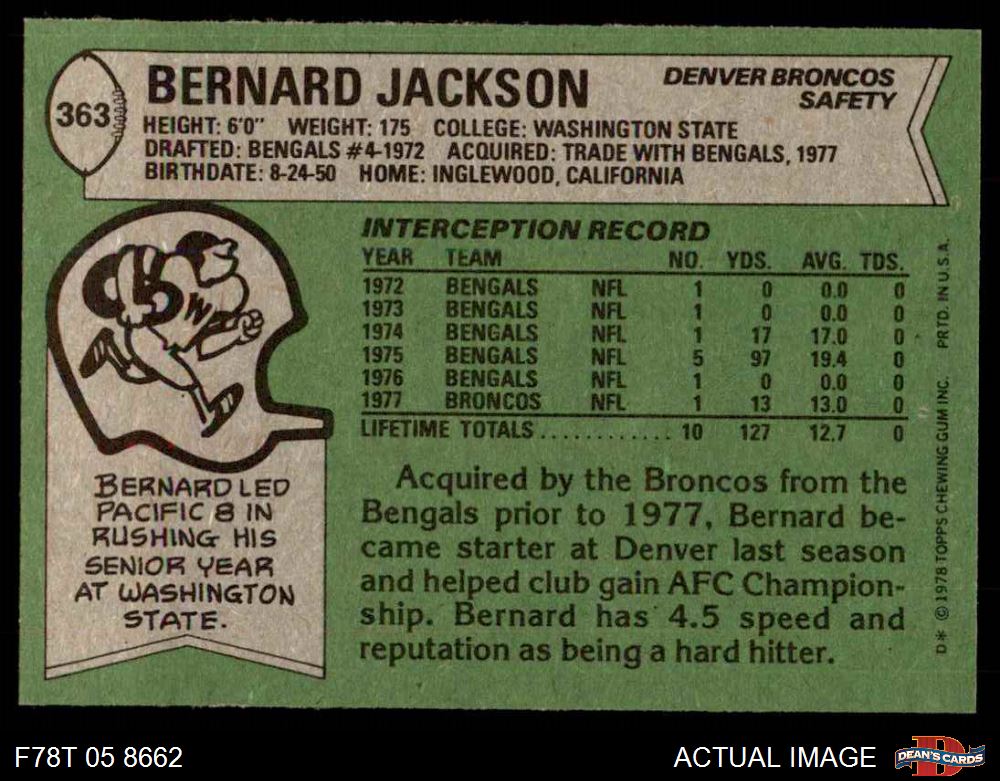 363
BERNARD JACKSON
DENVER BRONCOS
SAFETY
HEIGHT: 6'0" WEIGHT: 175 COLLEGE: WASHINGTON STATE
DRAFTED: BENGALS #4-1972 ACQUIRED: TRADE WITH BENGALS, 1977
BIRTHDATE: 8-24-50 HOME: INGLEWOOD, CALIFORNIA
INTERCEPTION RECORD
YEAR TEAM NO. YDS. AVG. TDS.
1972 BENGALS NFL 1 0 0.0 0
1973 BENGALS NFL 1 0 0.0 0
1974 BENGALS NFL 1 17 17.0 0
1975 BENGALS NFL 5 97 19.4 0
1976 BENGALS NFL 1 0 0.0 0
1977 BRONCOS NFL 1 13 13.0 0
LIFETIME TOTALS............ 10 127 12.7 0
W
BERNARD LED
PACIFIC 8 IN
RUSHING HIS
SENIOR YEAR
AT WASHINGTON
STATE.
Acquired by the Broncos from the
Bengals prior to 1977, Bernard be-
came starter at Denver last season
and helped club gain AFC Champion-
ship. Bernard has 4.5 speed and
reputation as being a hard hitter.
D* © 1978 TOPPS CHEWING GUM INC. PRTD. IN U.S.A.
F78T 05 8662
ACTUAL IMAGE
D
DEAN'S CARDS